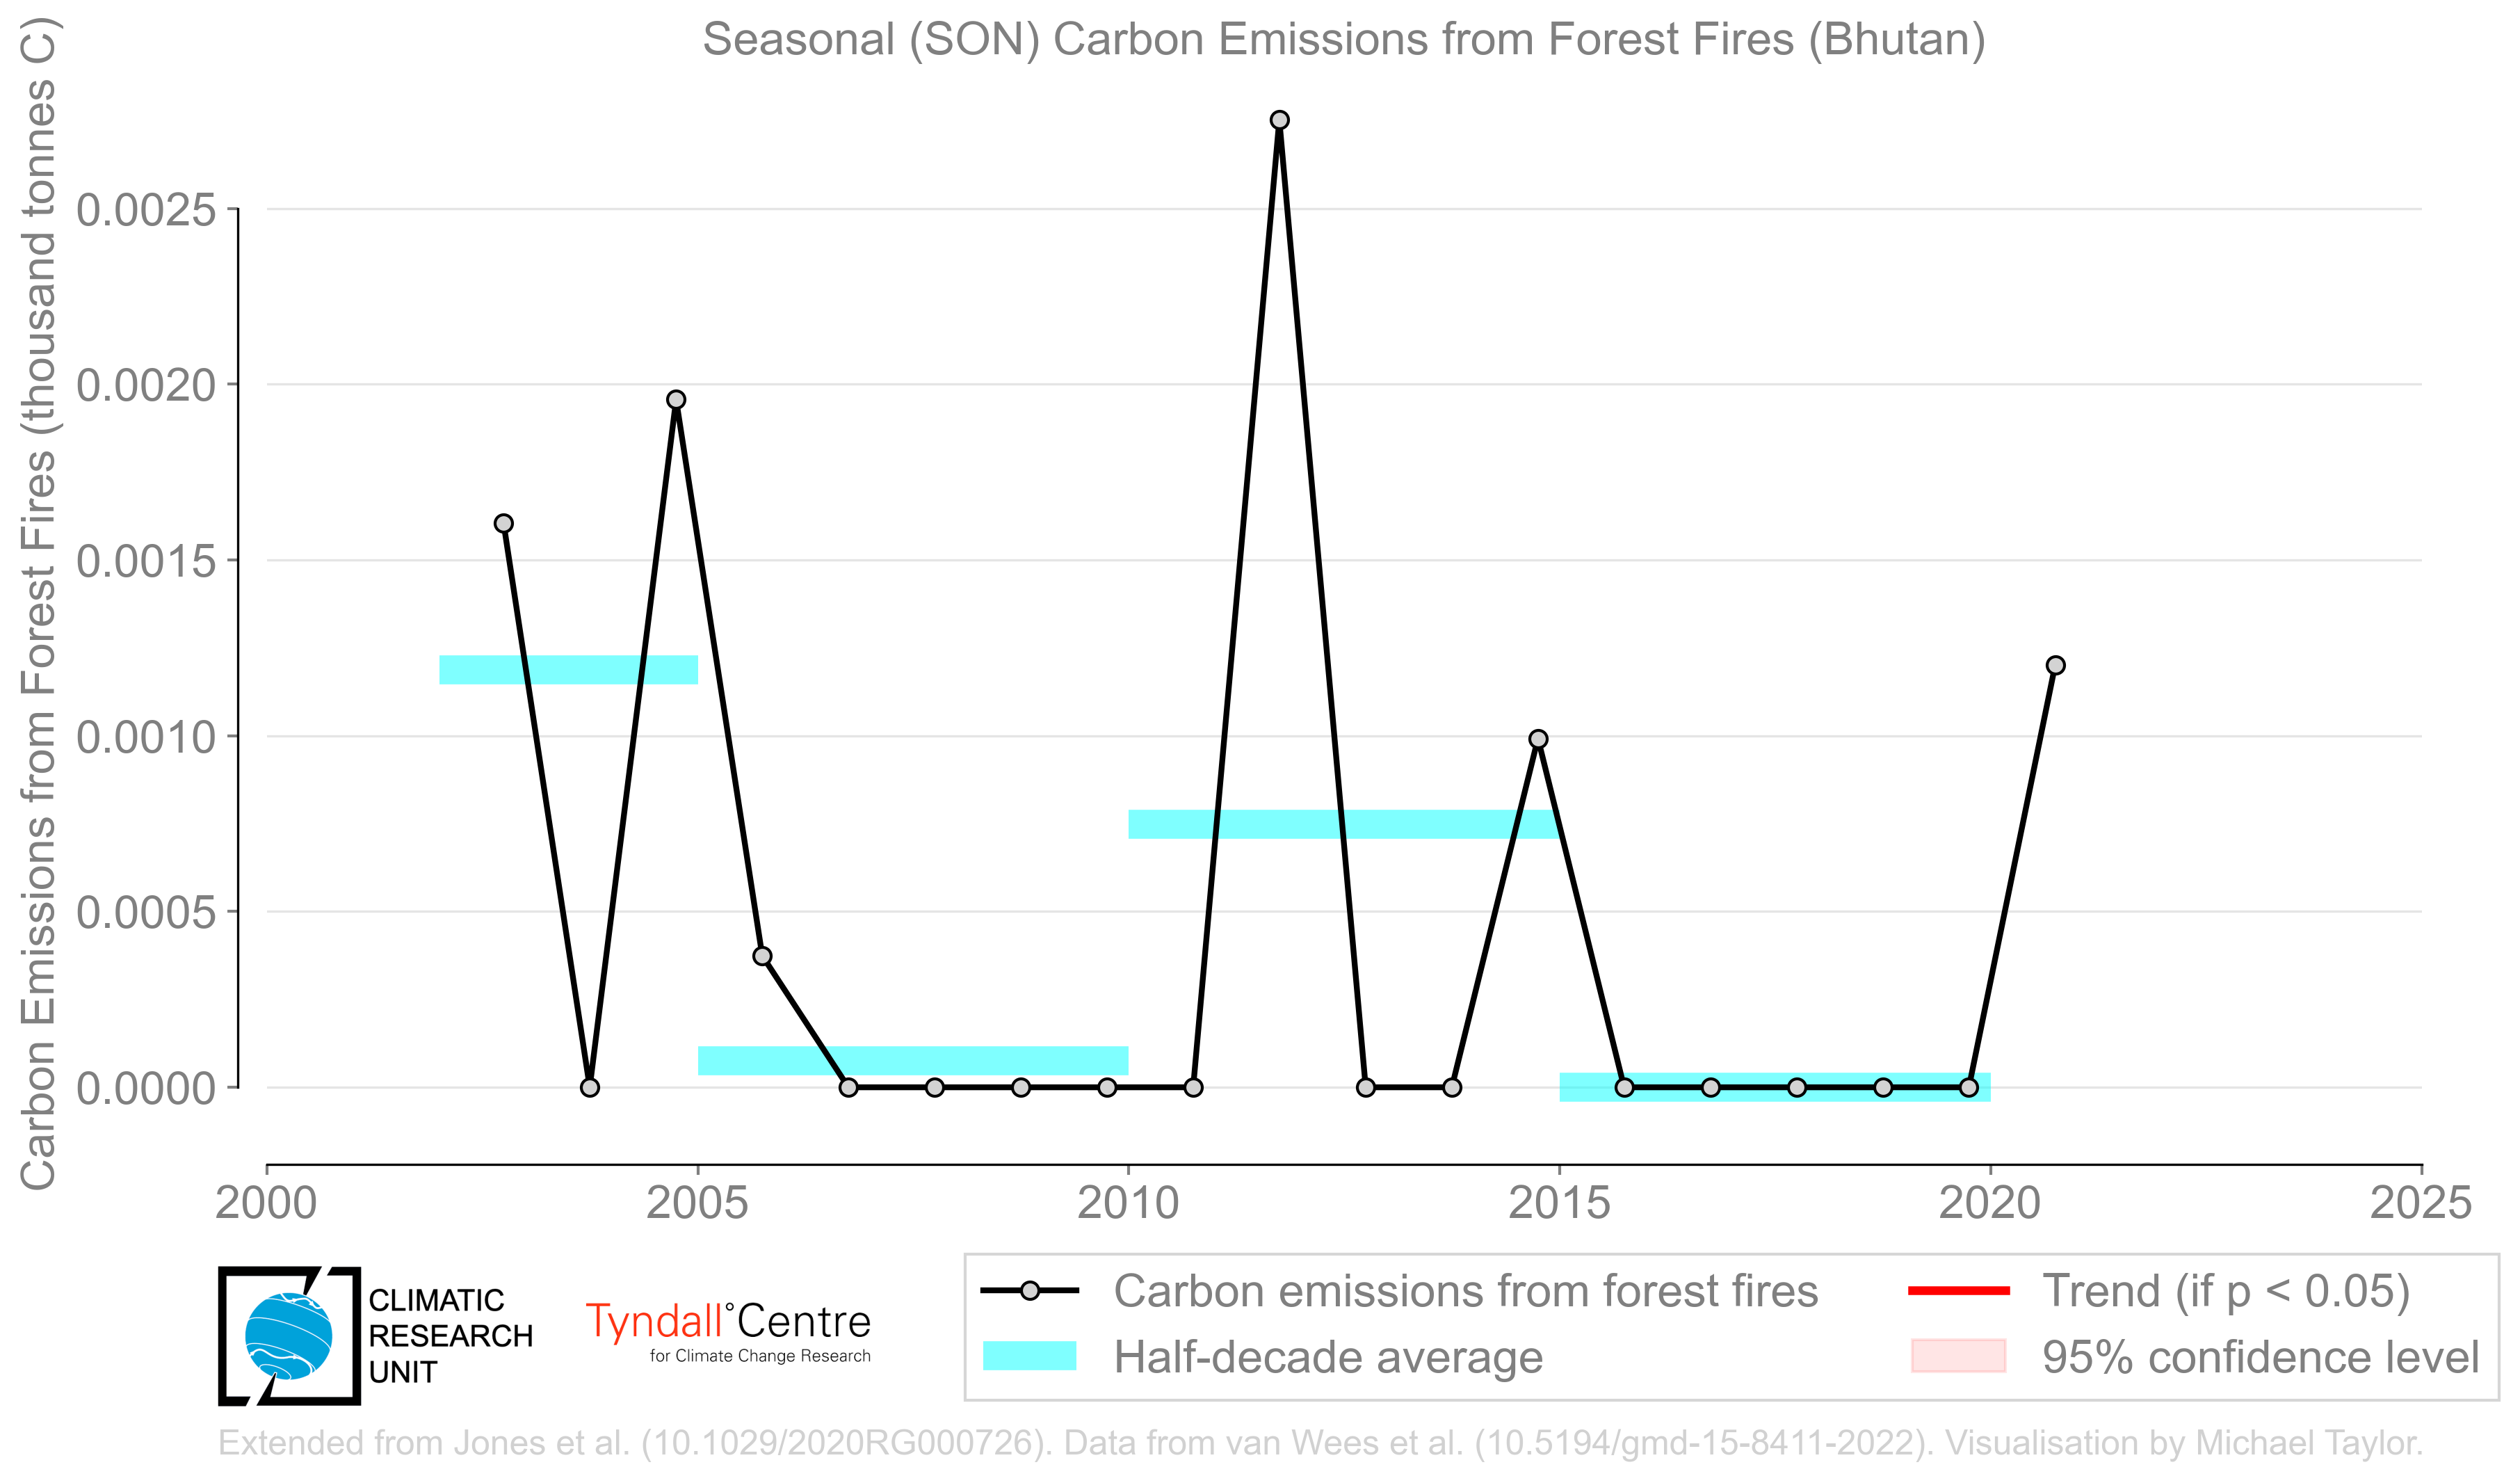 Seasonal (SON) Carbon Emissions from Forest Fires (Bhutan)
Carbon Emissions from Forest Fires (thousand tonnes C)
0.0025
0.0020
0.0015
0.0010
0.0005
0.0000
2000 2005 2010 2015 2020 2025
CLIMATIC
RESEARCH
UNIT
Tyndall°Centre
for Climate Change Research
Carbon emissions from forest fires
Half-decade average
Trend (if p < 0.05)
95% confidence level
Extended from Jones et al. (10.1029/2020RG000726). Data from van Wees et al. (10.5194/gmd-15-8411-2022). Visualisation by Michael Taylor.